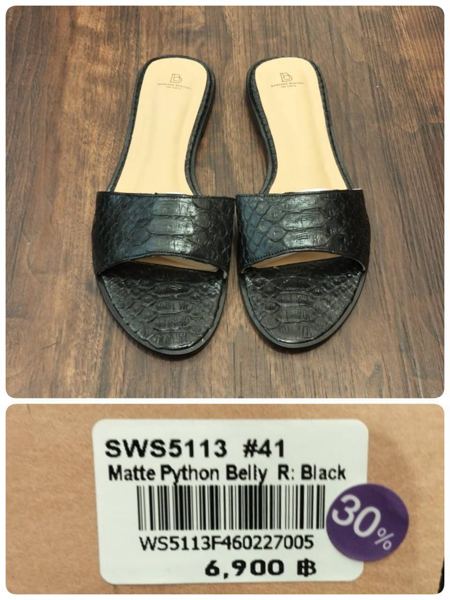 SWS5113 #41
Matte Python Belly R: Black
WS5113F460227005
6,900 ฿
30%